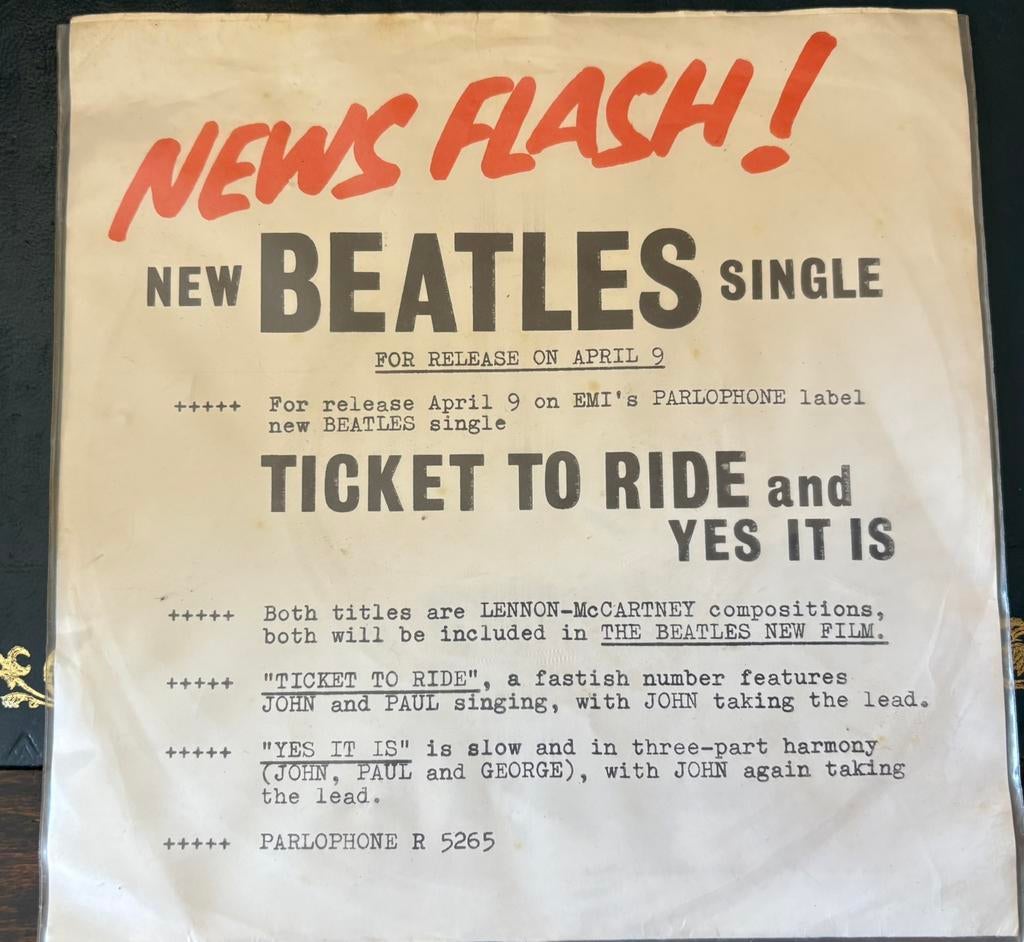 NEWS FLASH!
NEW BEATLES SINGLE
FOR RELEASE ON APRIL 9
+++++ For release April 9 on EMI's PARLOPHONE label
new BEATLES single
TICKET TO RIDE and
YES IT IS
+++++ Both titles are LENNON-McCARTNEY compositions,
both will be included in THE BEATLES NEW FILM.
+++++ "TICKET TO RIDE", a fastish number features
JOHN and PAUL singing, with JOHN taking the lead.
+++++ "YES IT IS" is slow and in three-part harmony
(JOHN, PAUL and GEORGE), with JOHN again taking
the lead.
+++++ PARLOPHONE R 5265